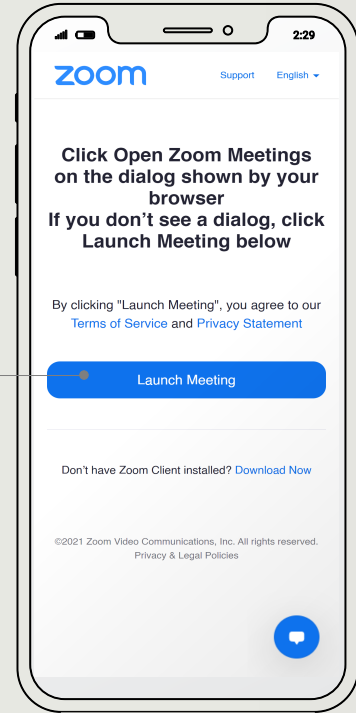 2:29
zoom Support English
Click Open Zoom Meetings
on the dialog shown by your
browser
If you don’t see a dialog, click
Launch Meeting below
By clicking "Launch Meeting", you agree to our
Terms of Service and Privacy Statement
Launch Meeting
Don’t have Zoom Client installed? Download Now
©2021 Zoom Video Communications, Inc. All rights reserved.
Privacy & Legal Policies